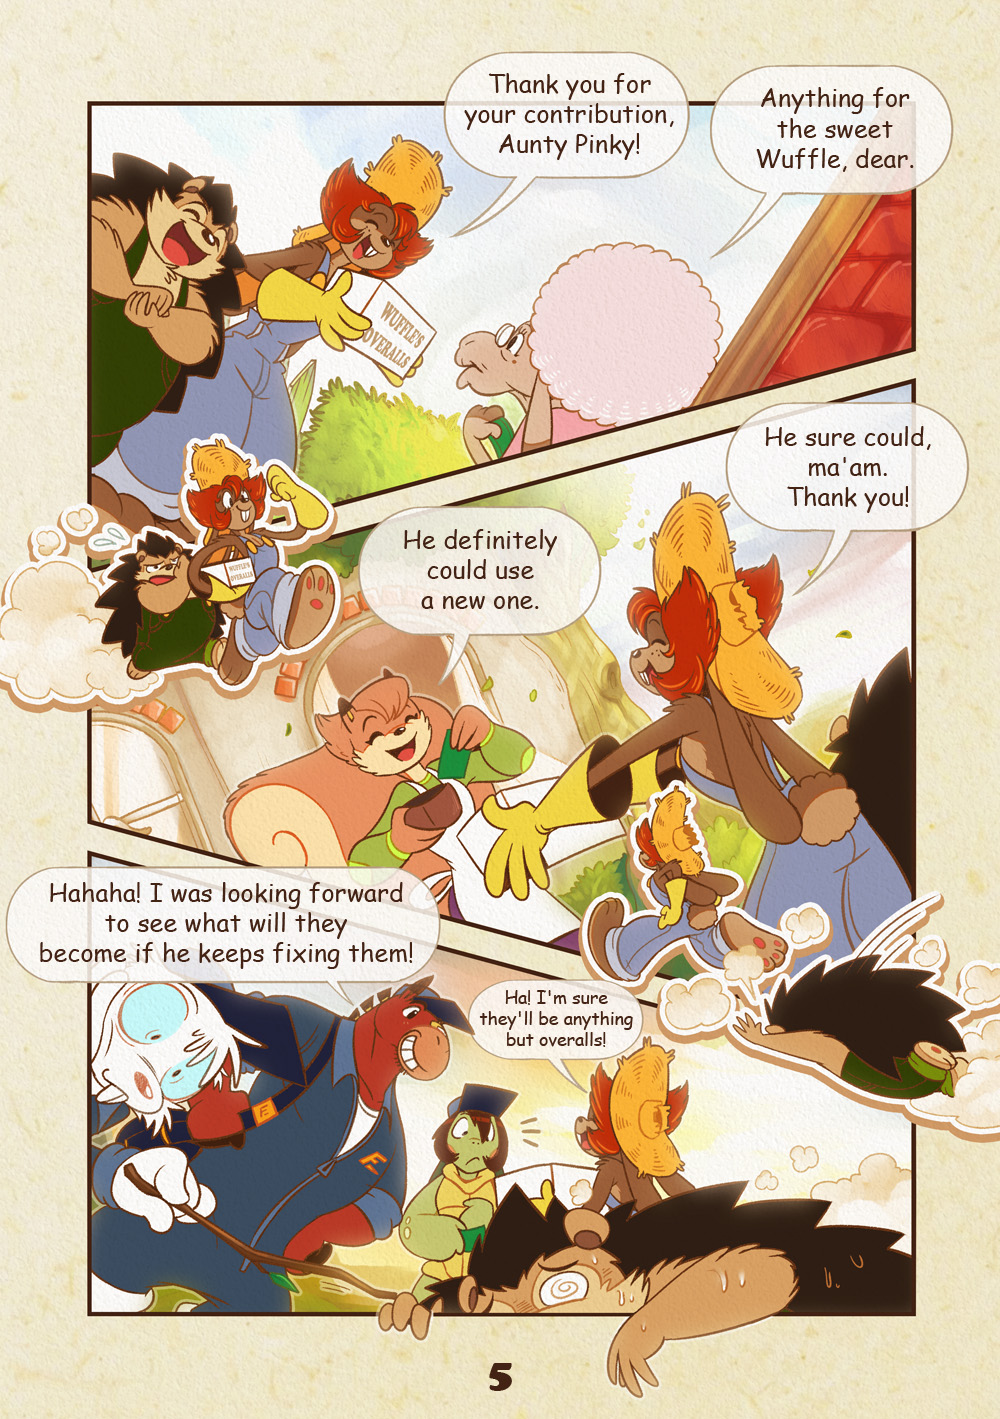 Thank you for
your contribution,
Aunty Pinky!
Anything for
the sweet
Wuffle, dear.
WUFFLE'S
OVERALLS
WUFFLE'S
OVERALLS
He sure could,
ma'am.
Thank you!
He definitely
could use
a new one.
Hahaha! I was looking forward
to see what will they
become if he keeps fixing them!
Ha! I'm sure
they'll be anything
but overalls!
F
F
5